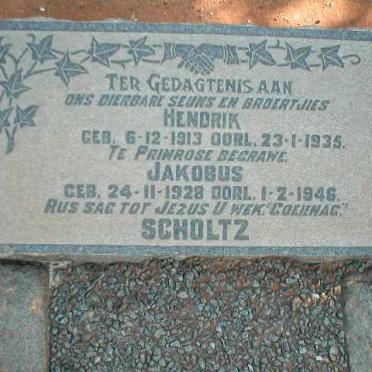 TER GEDAGTENIS AAN
ONS DIERBARE SEUNS EN BROERTJIES
HENDRIK
GEB. 6-12-1913 OORL. 23-1-1935.
TE PRIMROSE BEGRAWE.
JAKOBUS
GEB. 24-11-1928 OORL. 1-2-1946.
RUS SAG TOT JEZUS U WEK. "GOEIENAG."
SCHOLTZ